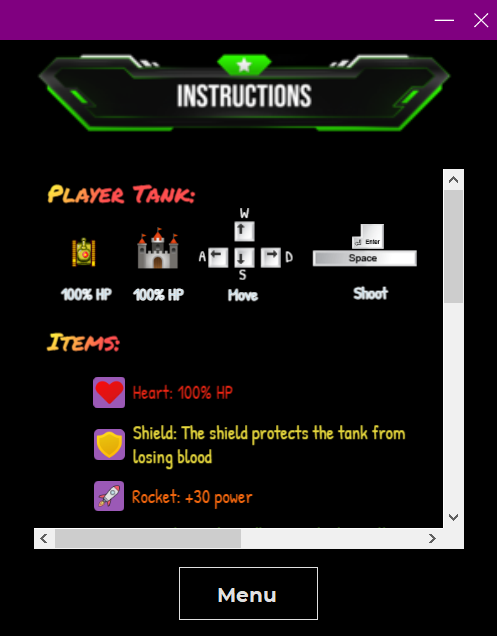 INSTRUCTIONS
PLAYER TANK:
W
A D
S
Enter
Space
100% HP 100% HP Move Shoot
ITEMS:
Heart: 100% HP
Shield: The shield protects the tank from
losing blood
Rocket: +30 power
Menu